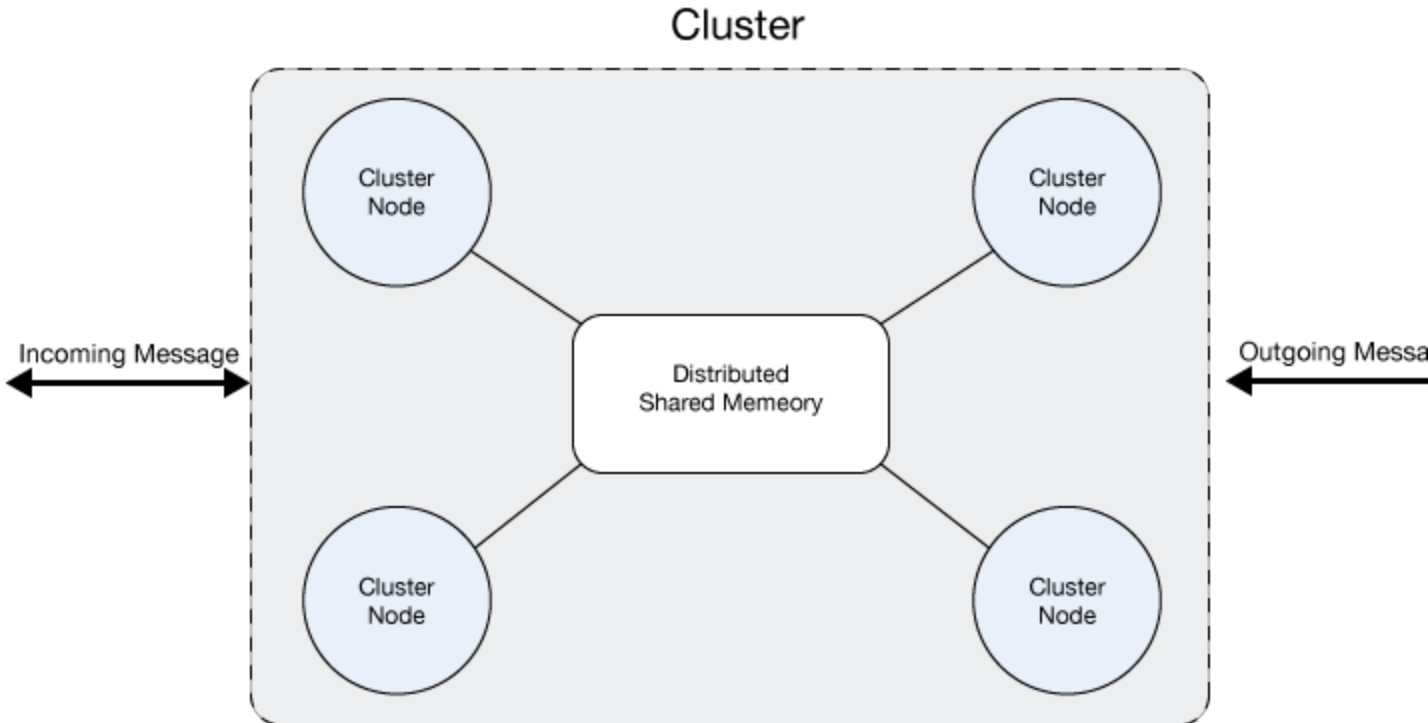 Cluster
Cluster
Node
Cluster
Node
Incoming Message
Outgoing Messa
Distributed
Shared Memeory
Cluster
Node
Cluster
Node